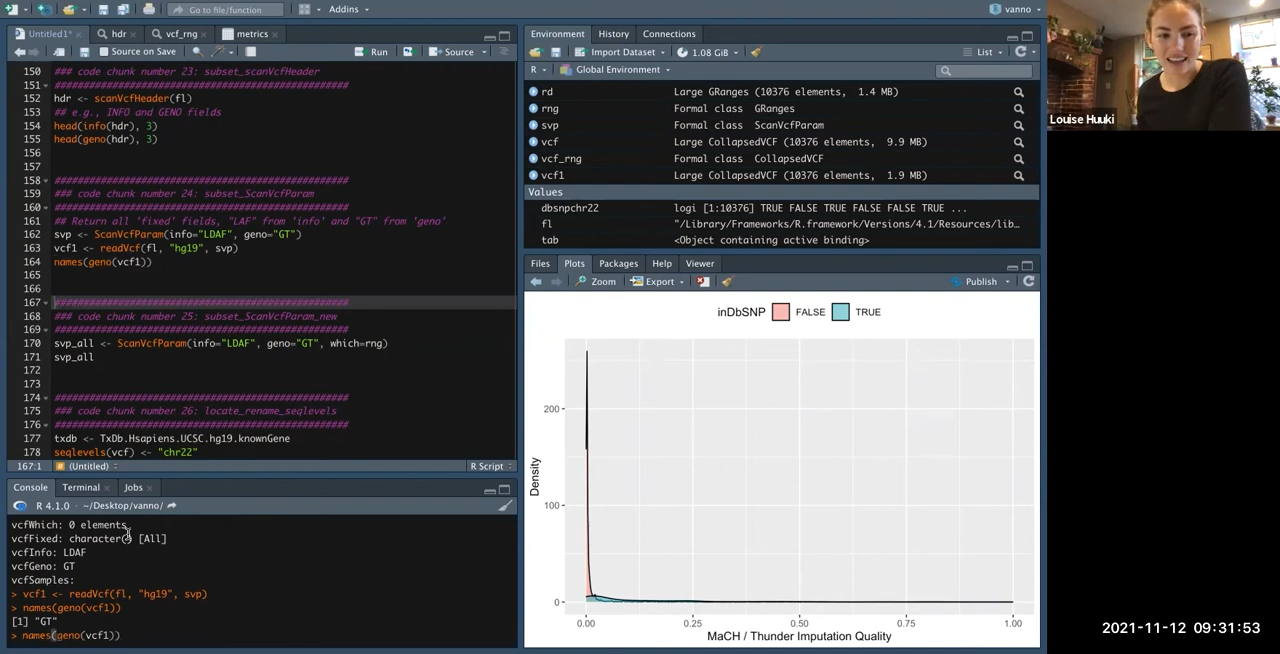 Go to file/function
Addins
vanno
Untitled1*
hdr
vcf_rng
metrics
Source on Save
Run
Source
150 ### code chunk number 23: subset_scanVcfHeader
151 ##################################################
152 hdr <- scanVcfHeader(fl)
153 ## e.g., INFO and GENO fields
154 head(info(hdr), 3)
155 head(geno(hdr), 3)
156
157
158 ##################################################
159 ### code chunk number 24: subset_ScanVcfParam
160 ##################################################
161 ## Return all 'fixed' fields, "LAF" from 'info' and "GT" from 'geno'
162 svp <- ScanVcfParam(info="LDAF", geno="GT")
163 vcf1 <- readVcf(fl, "hg19", svp)
164 names(geno(vcf1))
165
166
167 ##################################################
168 ### code chunk number 25: subset_ScanVcfParam_new
169 ##################################################
170 svp_all <- ScanVcfParam(info="LDAF", geno="GT", which=rng)
171 svp_all
172
173
174 ##################################################
175 ### code chunk number 26: locate_rename_seqlevels
176 ##################################################
177 txdb <- TxDb.Hsapiens.UCSC.hg19.knownGene
178 seqlevels(vcf) <- "chr22"
167:1 (Untitled) R Script
Console Terminal Jobs
R 4.1.0 · ~/Desktop/vanno/
vcfWhich: 0 elements
vcfFixed: character() [All]
vcfInfo: LDAF
vcfGeno: GT
vcfSamples:
> vcf1 <- readVcf(fl, "hg19", svp)
> names(geno(vcf1))
[1] "GT"
> names(geno(vcf1))
Environment History Connections
Import Dataset 1.08 GiB List
R Global Environment
rd Large GRanges (10376 elements, 1.4 MB)
rng Formal class GRanges
svp Formal class ScanVcfParam
vcf Large CollapsedVCF (10376 elements, 9.9 MB)
vcf_rng Formal class CollapsedVCF
vcf1 Large CollapsedVCF (10376 elements, 1.9 MB)
Values
dbsnpchr22 logi [1:10376] TRUE FALSE TRUE FALSE FALSE TRUE ...
fl "/Library/Frameworks/R.framework/Versions/4.1/Resources/lib…
tab <Object containing active binding>
Files Plots Packages Help Viewer
Zoom Export Publish
inDbSNP FALSE TRUE
Density
200
100
0
0.00 0.25 0.50 0.75 1.00
MaCH / Thunder Imputation Quality
Louise Huuki
2021-11-12 09:31:53